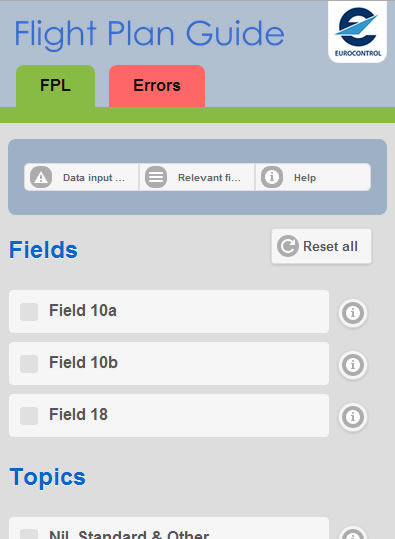 Flight Plan Guide
EUROCONTROL
FPL
Errors
Data input ...
Relevant fi...
Help
Fields
Reset all
Field 10a
Field 10b
Field 18
Topics
Nil, Standard & Other